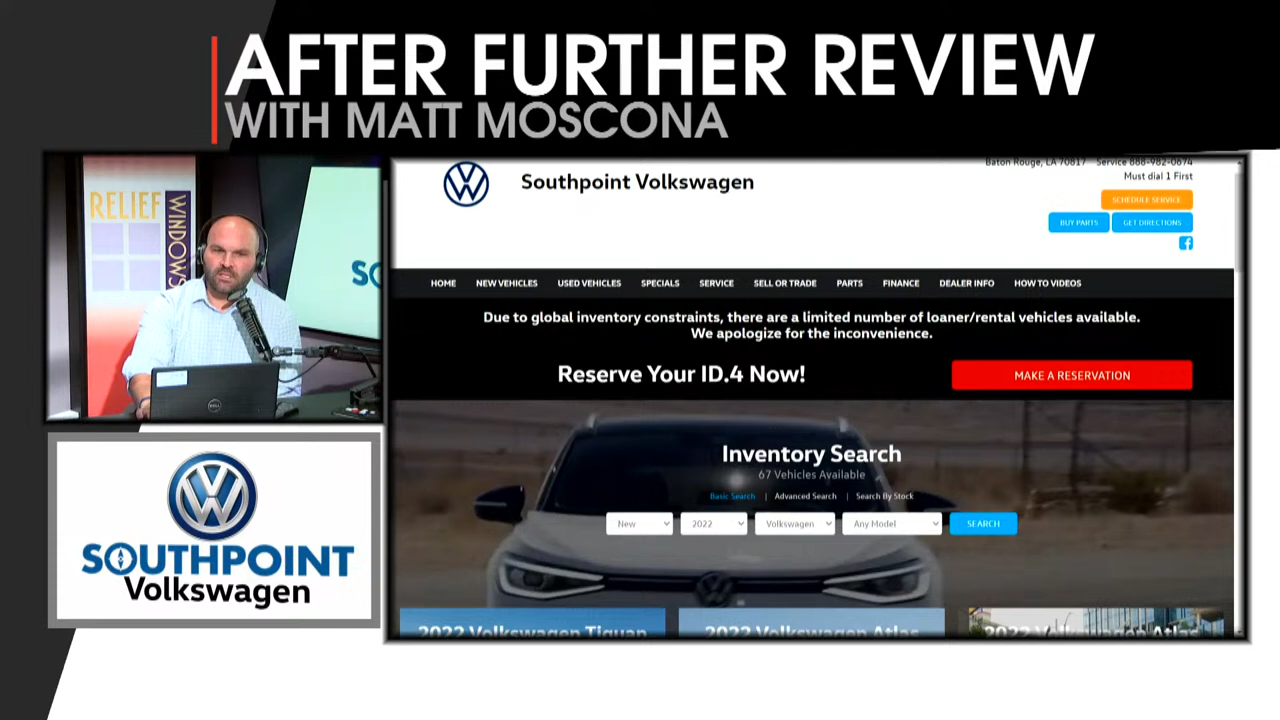 AFTER FURTHER REVIEW
WITH MATT MOSCONA
RELIEF
WINDOWS
DELL
SOUTHPOINT
Volkswagen
Southpoint Volkswagen
Baton Rouge, LA 70817 Service 888-982-0674
Must dial 1 First
SCHEDULE SERVICE
BUY PARTS GET DIRECTIONS
HOME NEW VEHICLES USED VEHICLES SPECIALS SERVICE SELL OR TRADE PARTS FINANCE DEALER INFO HOW TO VIDEOS
Due to global inventory constraints, there are a limited number of loaner/rental vehicles available.
We apologize for the inconvenience.
Reserve Your ID.4 Now! MAKE A RESERVATION
Inventory Search
67 Vehicles Available
Basic Search | Advanced Search | Search By Stock
New 2022 Volkswagen Any Model SEARCH
2022 Volkswagen Tiguan 2022 Volkswagen Atlas 2022 Volkswagen Atlas